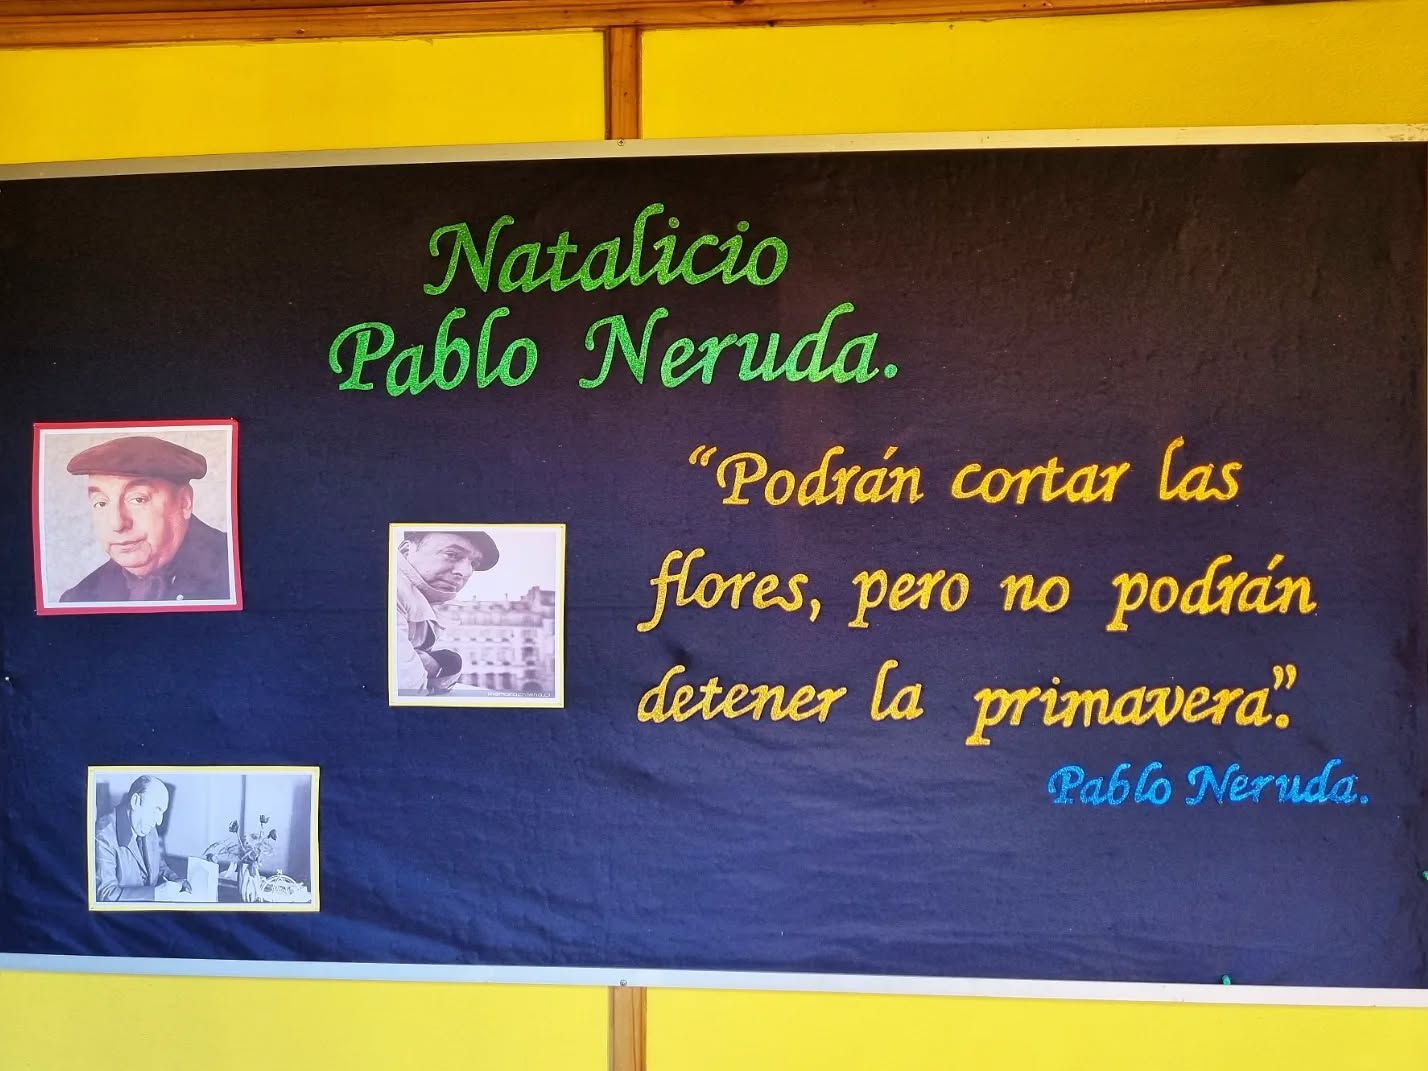 Natalicio
Pablo Neruda.
“Podrán cortar las
flores, pero no podrán
detener la primavera”.
Pablo Neruda.